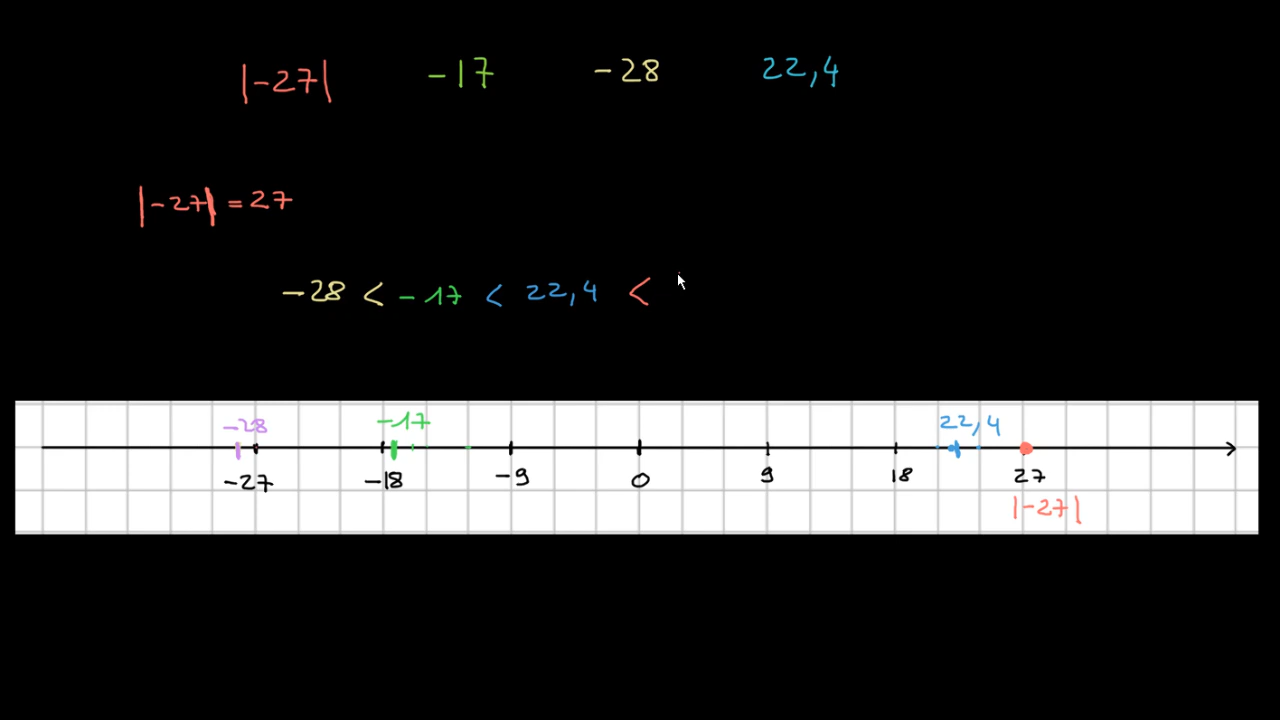 |-27| -17 -28 22,4
|-27| = 27
-28 < -17 < 22,4 <
-28 -17 22,4
-27 -18 -9 0 9 18 27
|-27|